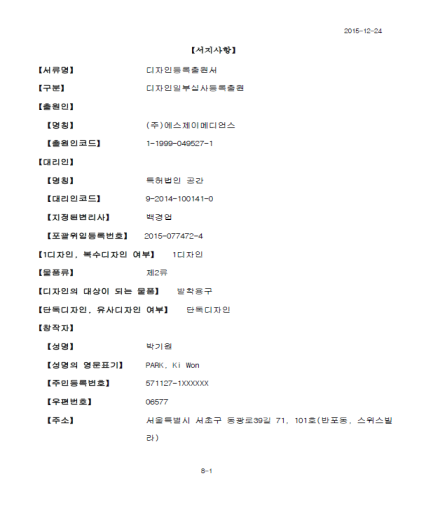 2015-12-24
【서지사항】
【서류명】 디자인등록출원서
【구분】 디자인일부심사등록출원
【출원인】
【명칭】 (주)에스제이메디언스
【출원인코드】 1-1999-049527-1
【대리인】
【명칭】 특허법인 공간
【대리인코드】 9-2014-100141-0
【지정된변리사】 백경업
【포괄위임등록번호】 2015-077472-4
【1디자인, 복수디자인 여부】 1디자인
【물품류】 제2류
【디자인의 대상이 되는 물품】 발착용구
【단독디자인, 유사디자인 여부】 단독디자인
【창작자】
【성명】 박기원
【성명의 영문표기】 PARK, Ki Won
【주민등록번호】 571127-1XXXXXX
【우편번호】 06577
【주소】 서울특별시 서초구 동광로39길 71, 101호(반포동, 스위스빌
라)
8-1